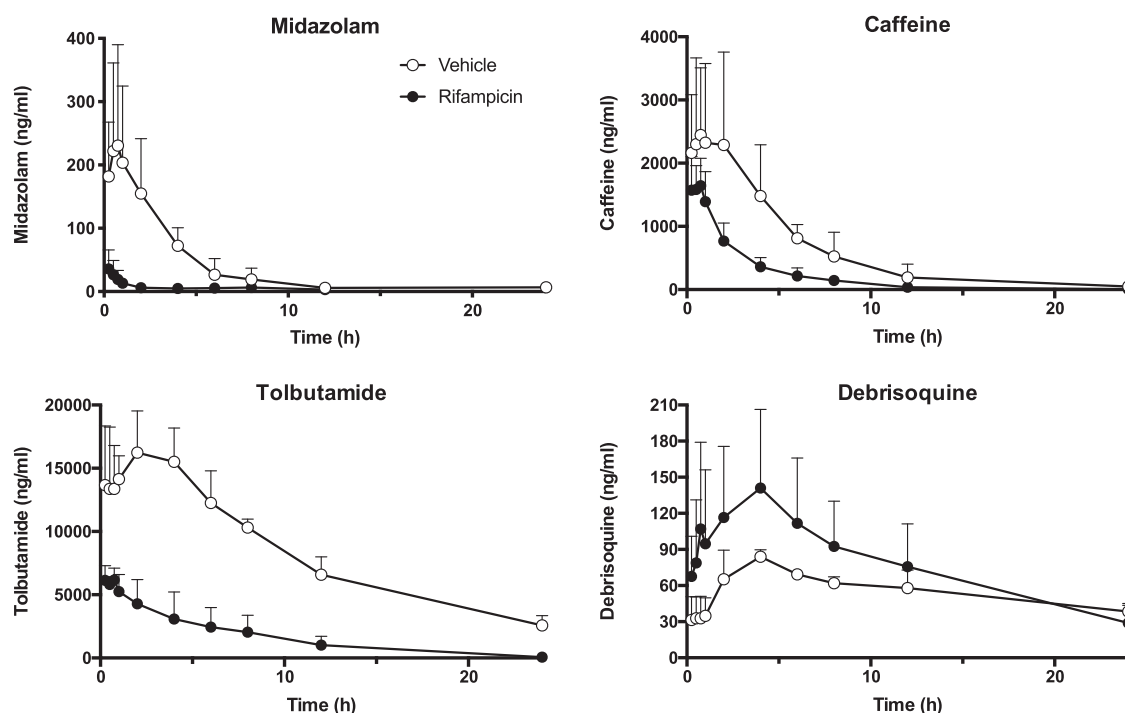 Midazolam
Caffeine
400
300
200
100
0
Midazolam (ng/ml)
Vehicle
Rifampicin
0
10
20
Time (h)
4000
3000
2000
1000
0
Caffeine (ng/ml)
0
10
20
Time (h)
Tolbutamide
Debrisoquine
20000
15000
10000
5000
0
Tolbutamide (ng/ml)
0
10
20
Time (h)
210
180
150
120
90
60
30
0
Debrisoquine (ng/ml)
0
10
20
Time (h)